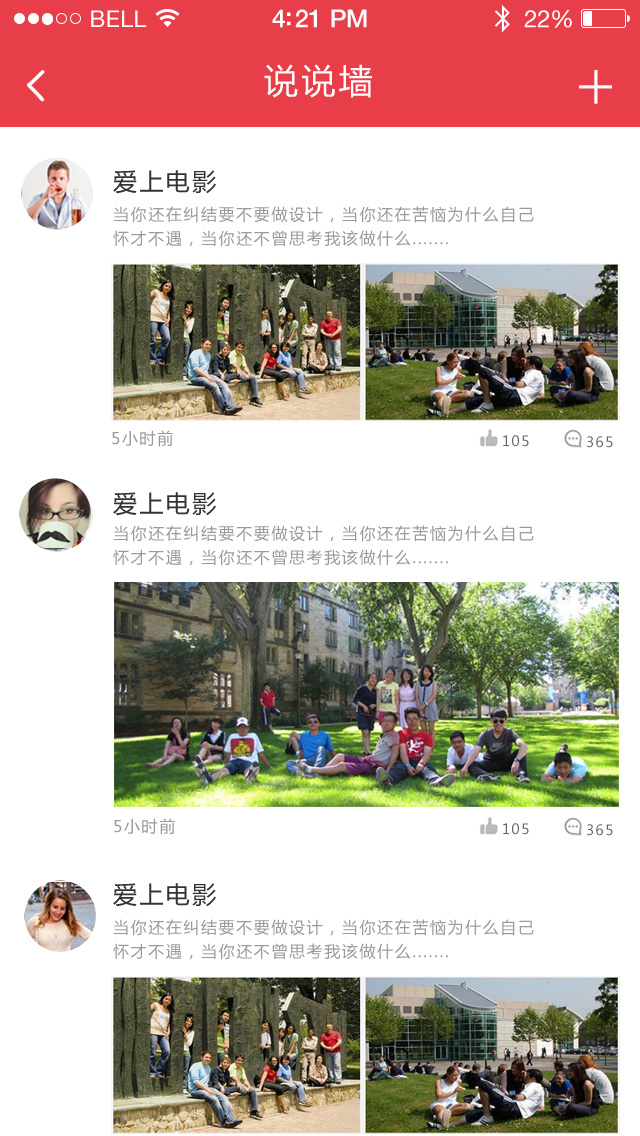 BELL 4:21 PM 22%
说说墙
爱上电影
当你还在纠结要不要做设计，当你还在苦恼为什么自己
怀才不遇，当你还不曾思考我该做什么.......
5小时前 105 365
爱上电影
当你还在纠结要不要做设计，当你还在苦恼为什么自己
怀才不遇，当你还不曾思考我该做什么.......
5小时前 105 365
爱上电影
当你还在纠结要不要做设计，当你还在苦恼为什么自己
怀才不遇，当你还不曾思考我该做什么.......